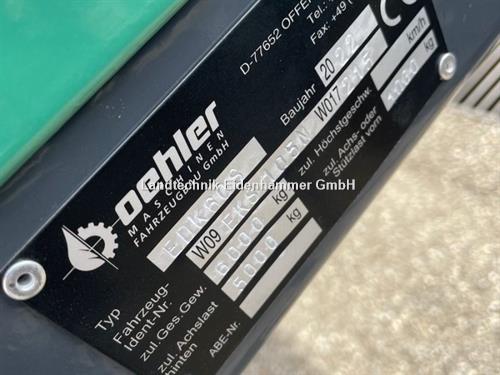 D-77652 OFFE
Tel.:
Fax: +49 (
CE
oehler
MASCHINEN
FAHRZEUGBAU GmbH
Baujahr 2022
Typ
Fahrzeug-
Ident-Nr. W09 W017
zul. Ges.Gew. 6000 kg
zul. Achslast
hinten 5000 kg
ABE-Nr.
zul. Höchstgeschw. km/h
zul. Achs- oder
Stützlast vorn kg
Landtechnik Eidenhammer GmbH